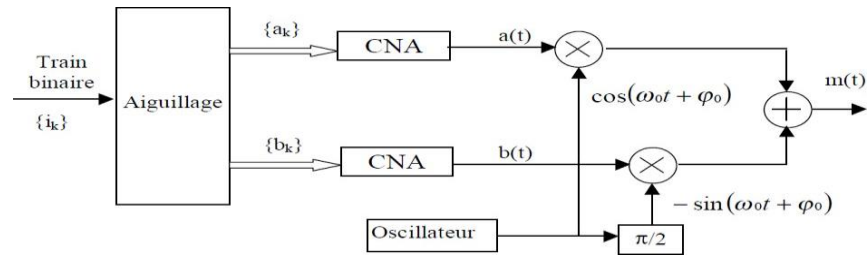 Train
binaire
{iₖ}
Aiguillage
{aₖ}
CNA
a(t)
cos(ω₀t + φ₀)
m(t)
{bₖ}
CNA
b(t)
− sin(ω₀t + φ₀)
Oscillateur
π/2